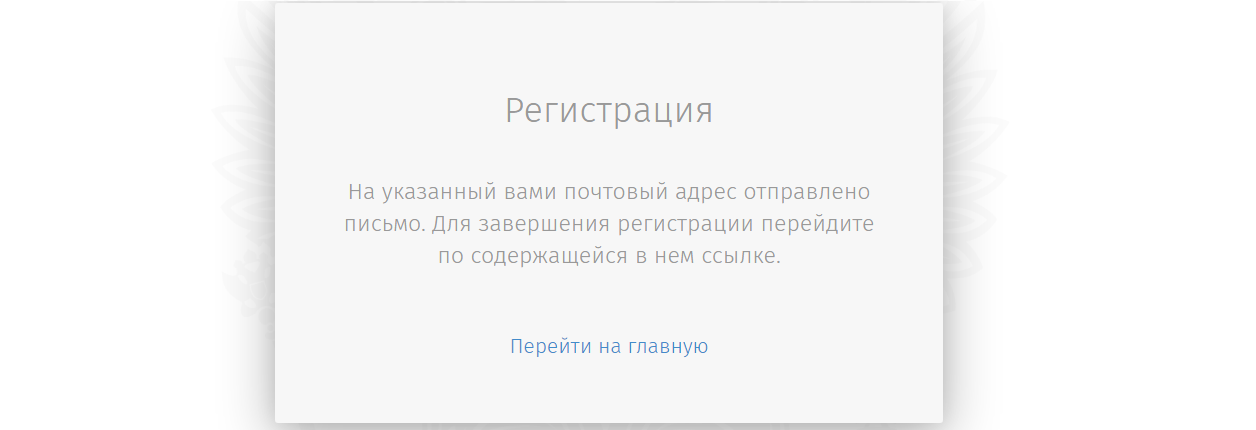 Регистрация
На указанный вами почтовый адрес отправлено
письмо. Для завершения регистрации перейдите
по содержащейся в нем ссылке.
Перейти на главную